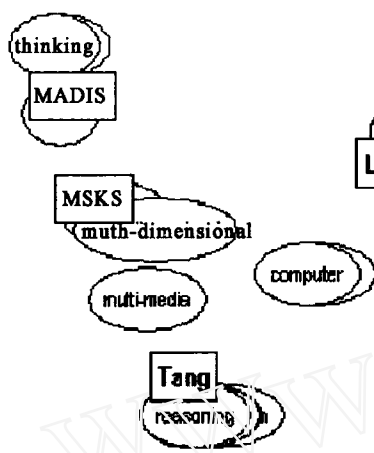 thinking
MADIS
L
MSKS
muth-dimensional
computer
multi-media
Tang
reasoning